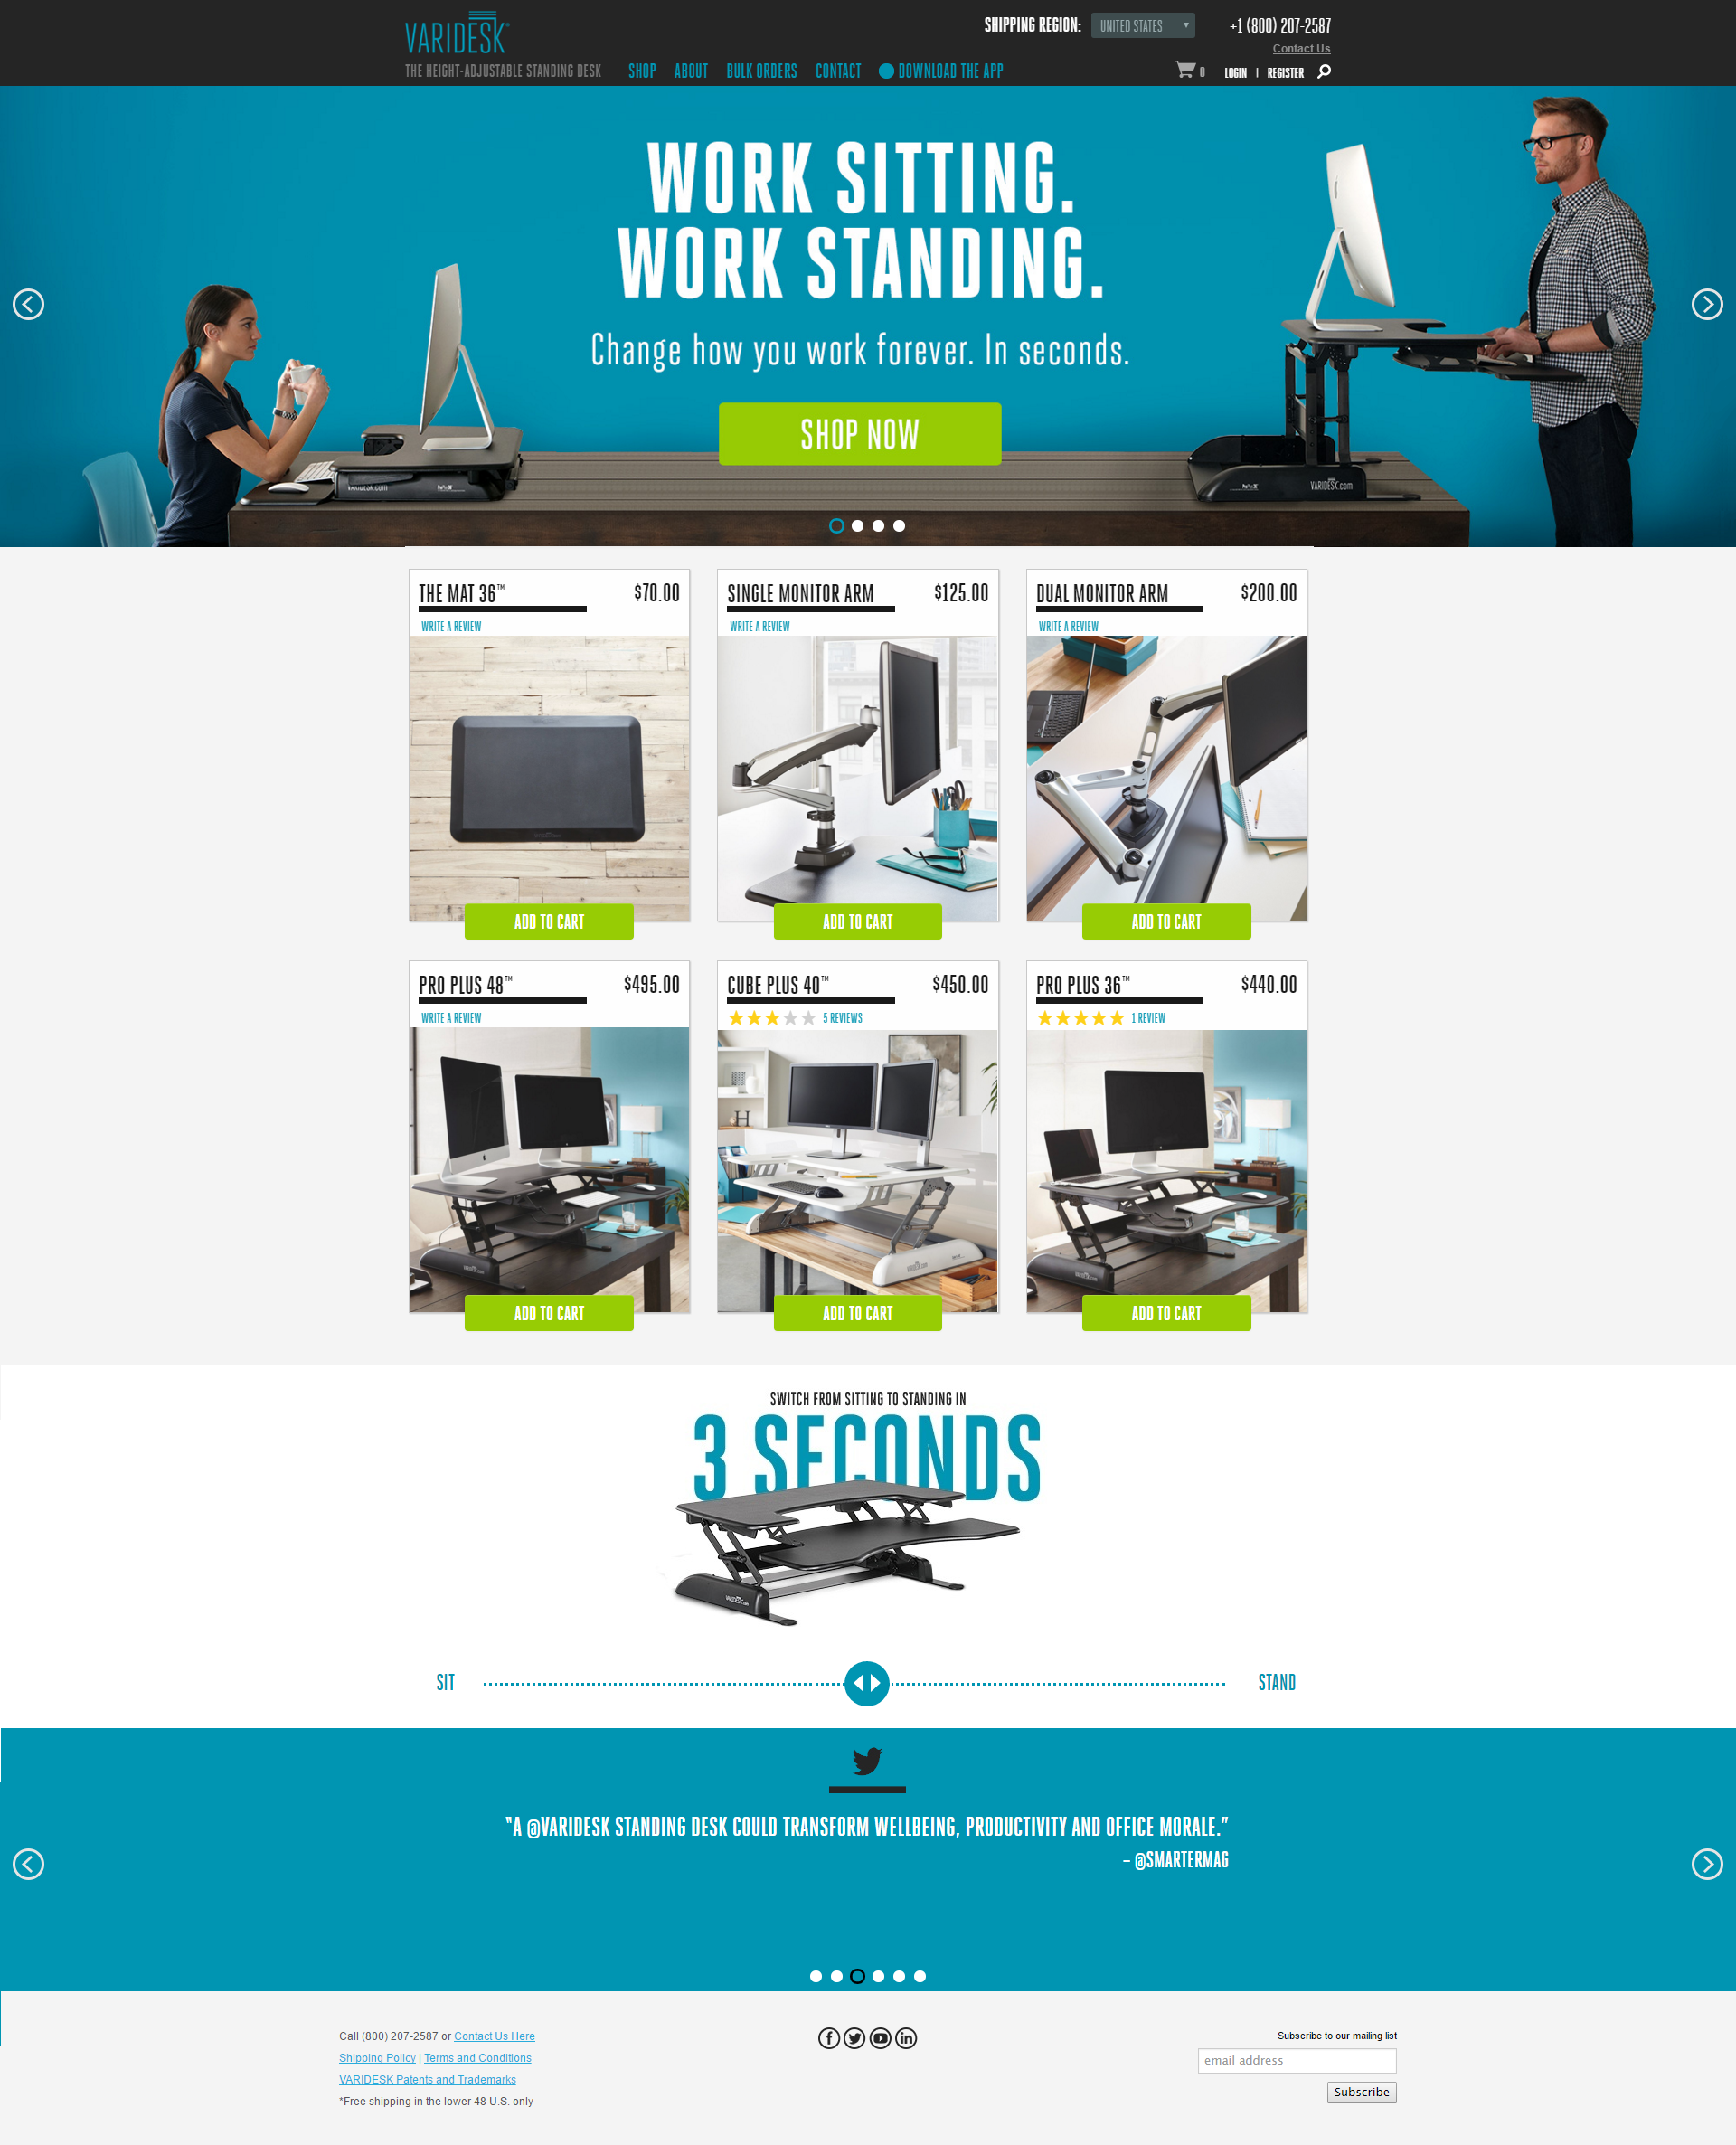 VARIDESK®
THE HEIGHT-ADJUSTABLE STANDING DESK
SHOP ABOUT BULK ORDERS CONTACT DOWNLOAD THE APP
SHIPPING REGION: UNITED STATES
+1 (800) 207-2587
Contact Us
0 LOGIN | REGISTER
WORK SITTING.
WORK STANDING.
Change how you work forever. In seconds.
SHOP NOW
VARIDESK.com
VARIDESK.com
THE MAT 36™ $70.00
WRITE A REVIEW
ADD TO CART
SINGLE MONITOR ARM $125.00
WRITE A REVIEW
ADD TO CART
DUAL MONITOR ARM $200.00
WRITE A REVIEW
ADD TO CART
PRO PLUS 48™ $495.00
WRITE A REVIEW
ADD TO CART
CUBE PLUS 40™ $450.00
5 REVIEWS
ADD TO CART
PRO PLUS 36™ $440.00
1 REVIEW
ADD TO CART
SWITCH FROM SITTING TO STANDING IN
3 SECONDS
VARIDESK.com
SIT STAND
"A @VARIDESK STANDING DESK COULD TRANSFORM WELLBEING, PRODUCTIVITY AND OFFICE MORALE."
– @SMARTERMAG
Call (800) 207-2587 or Contact Us Here
Shipping Policy | Terms and Conditions
VARIDESK Patents and Trademarks
*Free shipping in the lower 48 U.S. only
Subscribe to our mailing list
email address
Subscribe